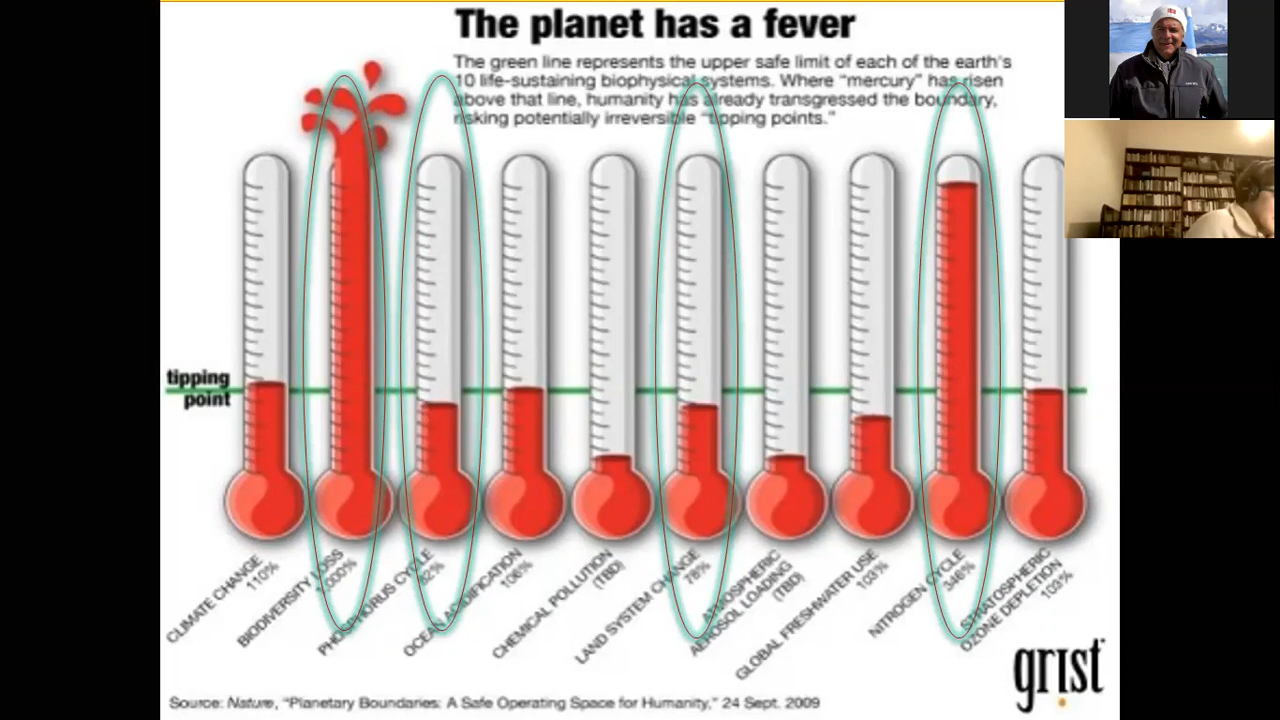 The planet has a fever
The green line represents the upper safe limit of each of the earth's
10 life-sustaining biophysical systems. Where "mercury" has risen
above that line, humanity has already transgressed the boundary,
risking potentially irreversible "tipping points."
tipping
point
CLIMATE CHANGE
110%
BIODIVERSITY LOSS
PHOSPHORUS CYCLE
OCEAN ACIDIFICATION
106%
CHEMICAL POLLUTION
(TBD)
LAND SYSTEM CHANGE
78%
ATMOSPHERIC
AEROSOL LOADING
(TBD)
GLOBAL FRESHWATER USE
103%
NITROGEN CYCLE
STRATOSPHERIC
OZONE DEPLETION
103%
grist
Source: Nature, "Planetary Boundaries: A Safe Operating Space for Humanity," 24 Sept. 2009